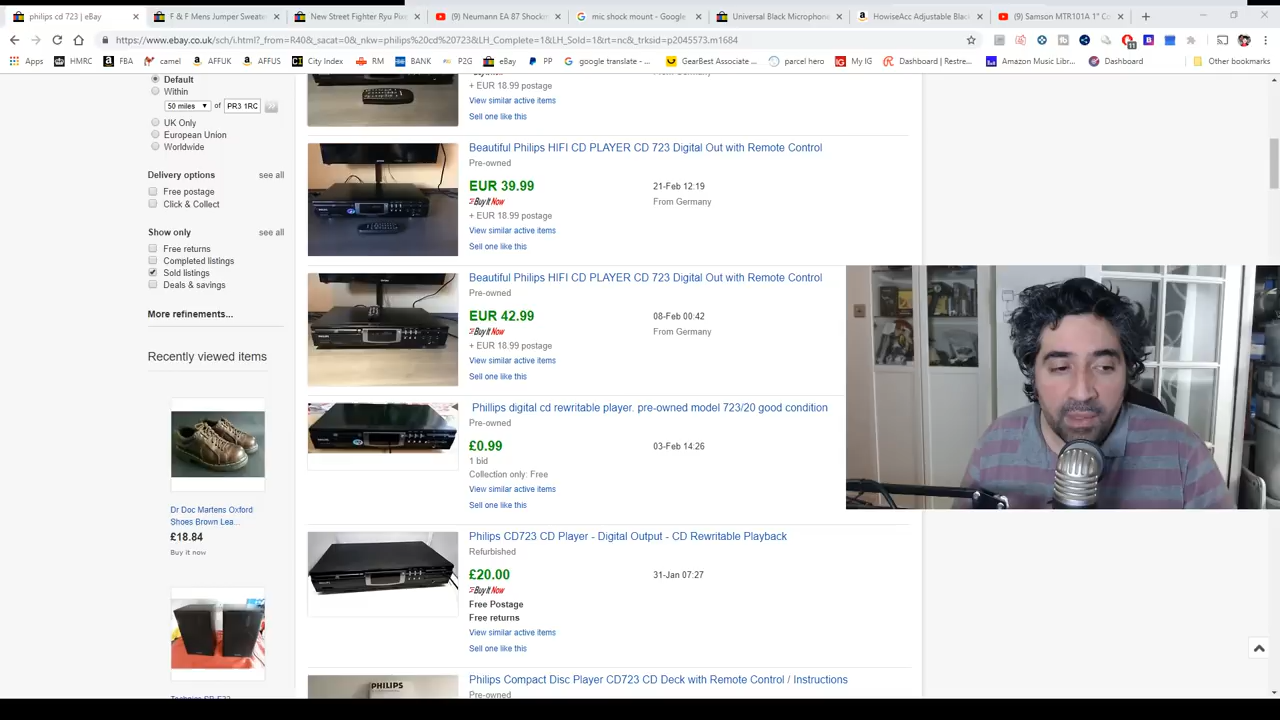 philips cd 723 | eBay
F & F Mens Jumper Sweater
New Street Fighter Ryu Pix
(9) Neumann EA 87 Shockm
mic shock mount - Google
Universal Black Microphone
HowiseAcc Adjustable Blac
(9) Samson MTR101A 1" Co
https://www.ebay.co.uk/sch/i.html?_from=R40&_sacat=0&_nkw=philips%20cd%20723&LH_Complete=1&LH_Sold=1&rt=nc&_trksid=p2045573.m1684
Apps HMRC FBA camel AFFUK AFFUS City Index RM BANK P2G eBay PP google translate - ... GearBest Associate ... parcel hero My IG Dashboard | Restre... Amazon Music Libra... Dashboard Other bookmarks
Default
Within
50 miles of PR3 1RC
UK Only
European Union
Worldwide
Delivery options see all
Free postage
Click & Collect
Show only see all
Free returns
Completed listings
Sold listings
Deals & savings
More refinements...
Recently viewed items
Dr Doc Martens Oxford
Shoes Brown Lea...
£18.84
Buy it now
+ EUR 18.99 postage
View similar active items
Sell one like this
Beautiful Philips HIFI CD PLAYER CD 723 Digital Out with Remote Control
Pre-owned
EUR 39.99 21-Feb 12:19
Buy It Now From Germany
+ EUR 18.99 postage
View similar active items
Sell one like this
Beautiful Philips HIFI CD PLAYER CD 723 Digital Out with Remote Control
Pre-owned
EUR 42.99 08-Feb 00:42
Buy It Now From Germany
+ EUR 18.99 postage
View similar active items
Sell one like this
Phillips digital cd rewritable player. pre-owned model 723/20 good condition
Pre-owned
£0.99 03-Feb 14:26
1 bid
Collection only: Free
View similar active items
Sell one like this
Philips CD723 CD Player - Digital Output - CD Rewritable Playback
Refurbished
£20.00 31-Jan 07:27
Buy It Now
Free Postage
Free returns
View similar active items
Sell one like this
PHILIPS
Philips Compact Disc Player CD723 CD Deck with Remote Control / Instructions
Pre-owned